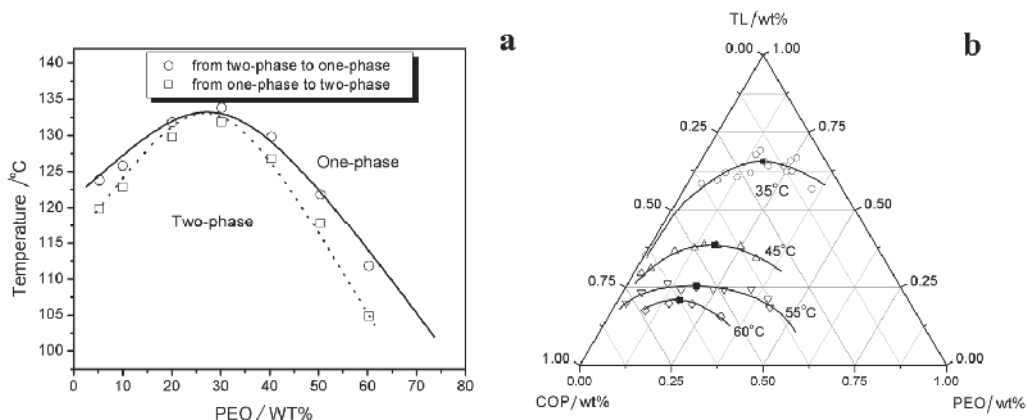 a
from two-phase to one-phase
from one-phase to two-phase
One-phase
Two-phase
Temperature /°C
140
135
130
125
120
115
110
105
100
0
10
20
30
40
50
60
70
80
PEO / WT%
b
TL/wt%
0.00
1.00
0.25
0.75
35°C
0.50
0.50
45°C
0.75
0.25
55°C
60°C
1.00
0.00
0.00
0.25
0.50
0.75
1.00
COP/wt%
PEO/wt%